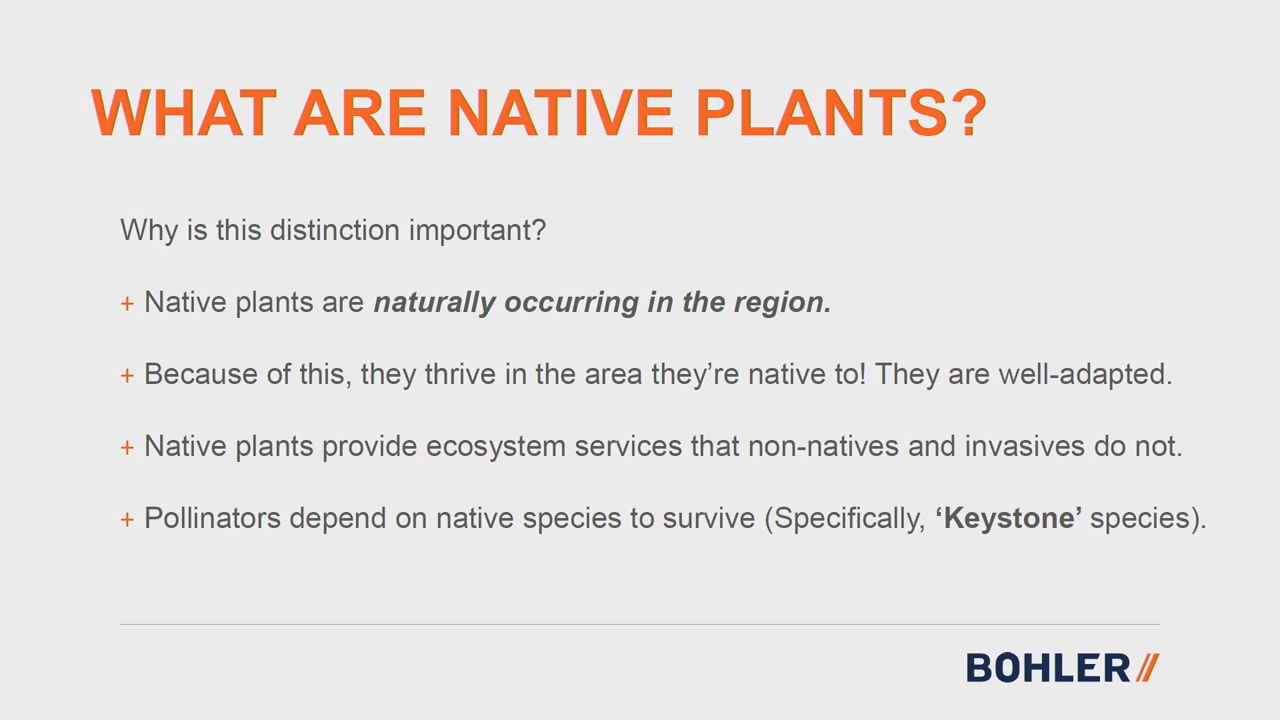 WHAT ARE NATIVE PLANTS?
Why is this distinction important?
+ Native plants are naturally occurring in the region.
+ Because of this, they thrive in the area they’re native to! They are well-adapted.
+ Native plants provide ecosystem services that non-natives and invasives do not.
+ Pollinators depend on native species to survive (Specifically, ‘Keystone’ species).
BOHLER//